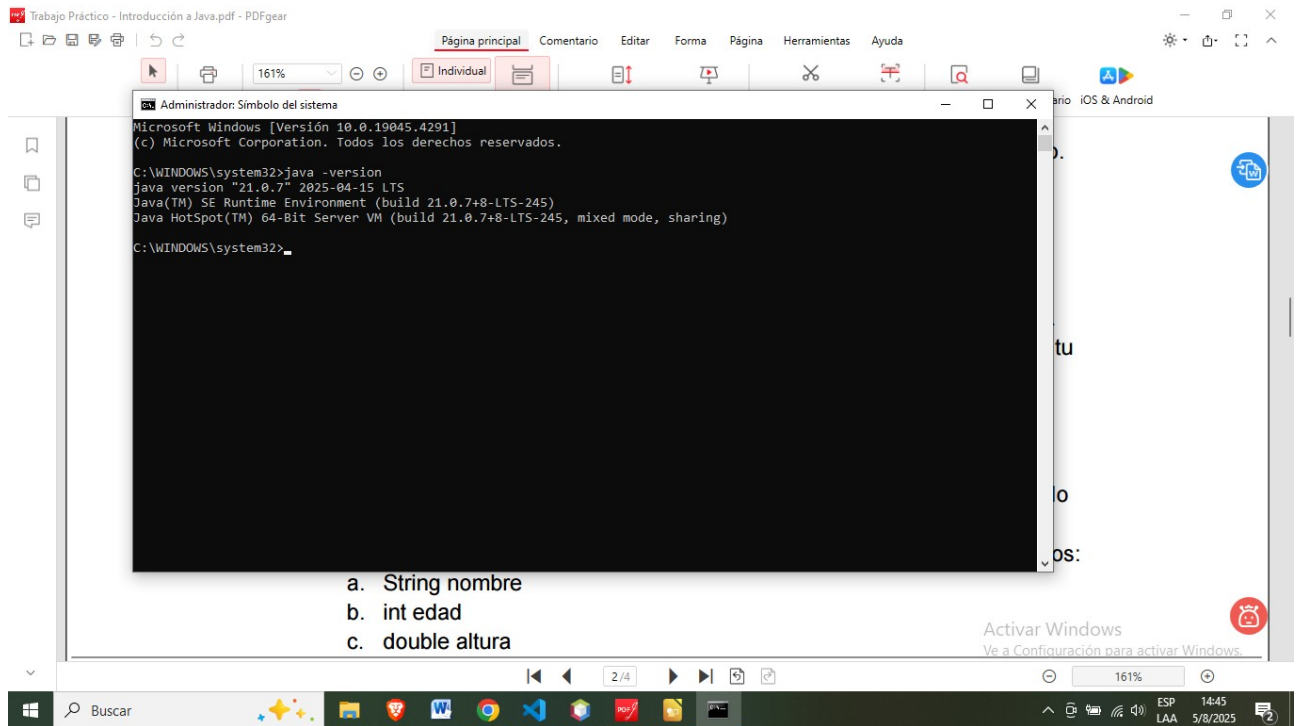 Trabajo Práctico - Introducción a Java.pdf - PDFgear
Página principal Comentario Editar Forma Página Herramientas Ayuda
161% Individual
ario iOS & Android
Administrador: Símbolo del sistema
Microsoft Windows [Versión 10.0.19045.4291]
(c) Microsoft Corporation. Todos los derechos reservados.
C:\WINDOWS\system32>java -version
java version "21.0.7" 2025-04-15 LTS
Java(TM) SE Runtime Environment (build 21.0.7+8-LTS-245)
Java HotSpot(TM) 64-Bit Server VM (build 21.0.7+8-LTS-245, mixed mode, sharing)
C:\WINDOWS\system32>
o.
tu
lo
os:
a. String nombre
b. int edad
c. double altura
Activar Windows
Ve a Configuración para activar Windows.
2/4 161%
Buscar
ESP 14:45
LAA 5/8/2025